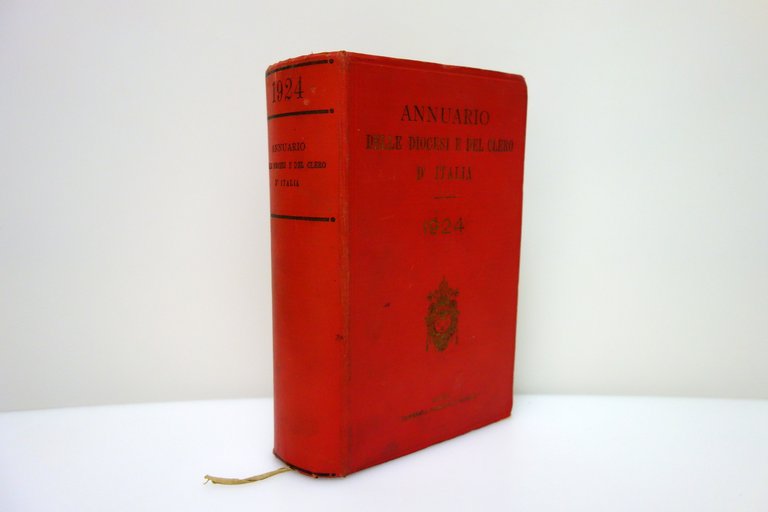 1924
ANNUARIO
DELLE DIOCESI E DEL CLERO
D' ITALIA
ANNUARIO
DELLE DIOCESI E DEL CLERO
D' ITALIA
1924